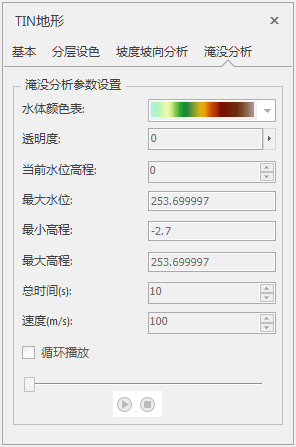 TIN地形
基本 分层设色 坡度坡向分析 淹没分析
淹没分析参数设置
水体颜色表:
透明度: 0
当前水位高程: 0
最大水位: 253.699997
最小高程: -2.7
最大高程: 253.699997
总时间(s): 10
速度(m/s): 100
循环播放